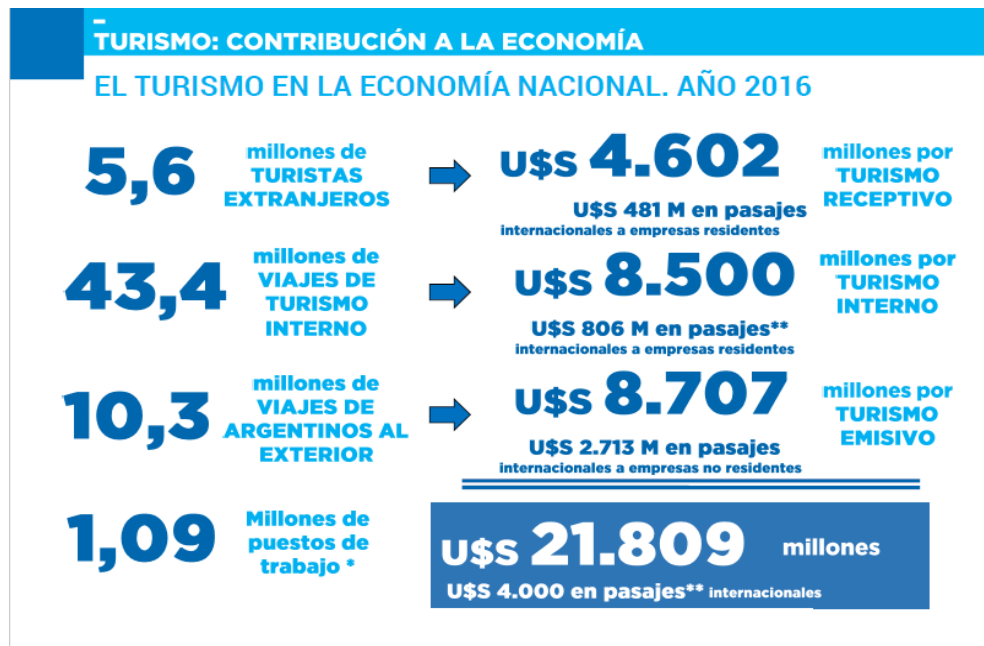 TURISMO: CONTRIBUCIÓN A LA ECONOMÍA
EL TURISMO EN LA ECONOMÍA NACIONAL. AÑO 2016
5,6
millones de
TURISTAS
EXTRANJEROS
U$S 4.602
millones por
TURISMO
RECEPTIVO
U$S 481 M en pasajes
internacionales a empresas residentes
43,4
millones de
VIAJES DE
TURISMO
INTERNO
U$S 8.500
millones por
TURISMO
INTERNO
U$S 806 M en pasajes**
internacionales a empresas residentes
10,3
millones de
VIAJES DE
ARGENTINOS AL
EXTERIOR
U$S 8.707
millones por
TURISMO
EMISIVO
U$S 2.713 M en pasajes
internacionales a empresas no residentes
1,09
Millones de
puestos de
trabajo *
U$S 21.809 millones
U$S 4.000 en pasajes** internacionales